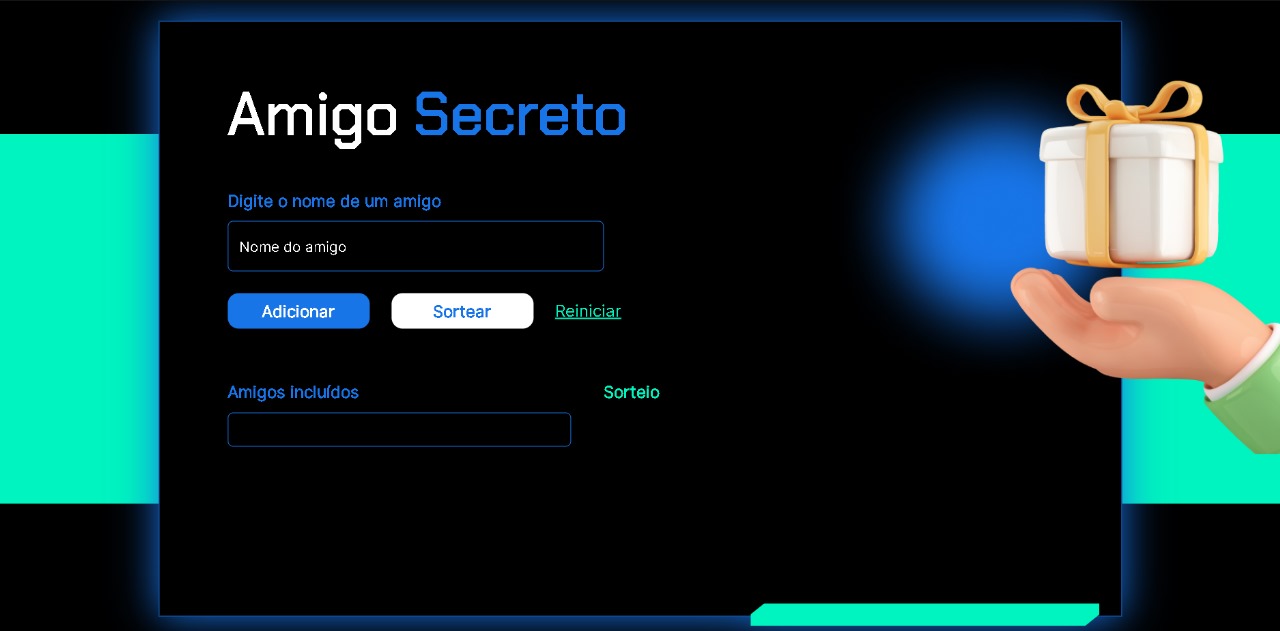 Amigo Secreto
Digite o nome de um amigo
Nome do amigo
Adicionar Sortear Reiniciar
Amigos incluídos Sorteio